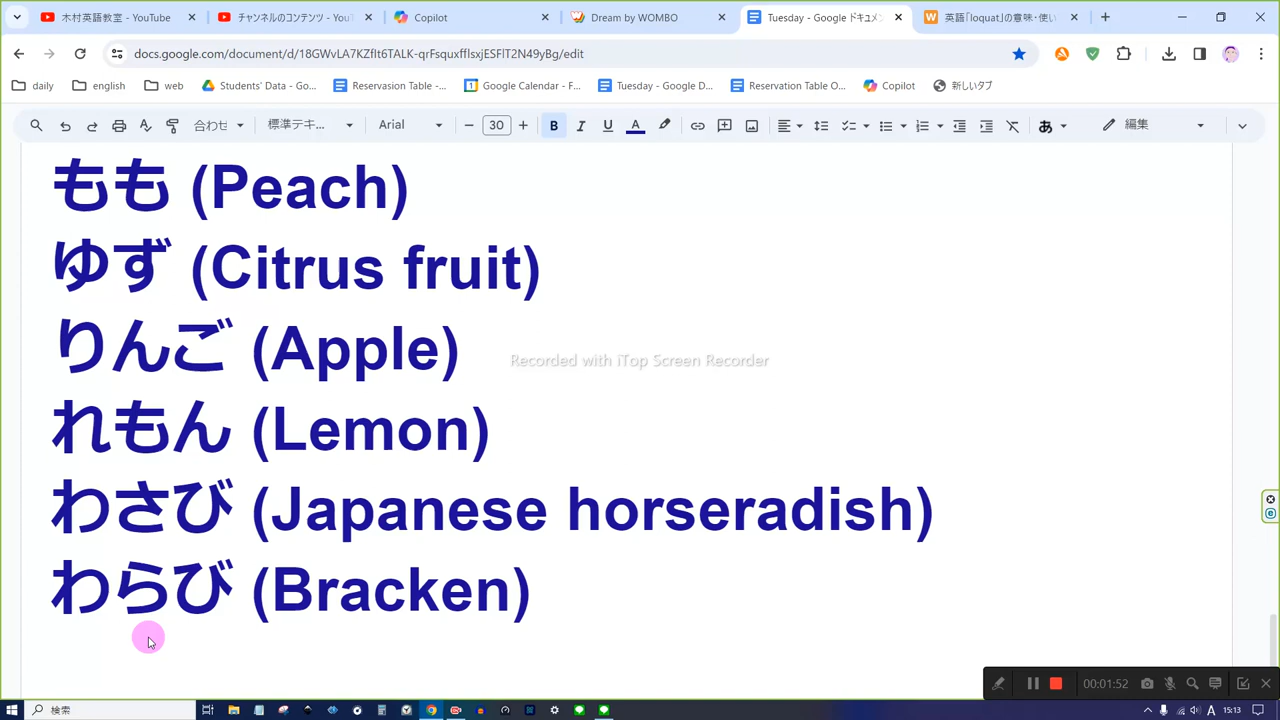 木村英語教室 - YouTube
チャンネルのコンテンツ - YouT
Copilot
Dream by WOMBO
Tuesday - Google ドキュメン
英語「loquat」の意味・使い
docs.google.com/document/d/18GWvLA7KZfIt6TALK-qrFsquxfflsxjESFlT2N49yBg/edit
daily
english
web
Students' Data - Go...
Reservasion Table -...
Google Calendar - F...
Tuesday - Google D...
Reservation Table O...
Copilot
新しいタブ
合わせ
標準テキ...
Arial
30
B
I
U
A
あ
編集
もも (Peach)
ゆず (Citrus fruit)
りんご (Apple)
Recorded with iTop Screen Recorder
れもん (Lemon)
わさび (Japanese horseradish)
わらび (Bracken)
00:01:52
検索
A
15:13